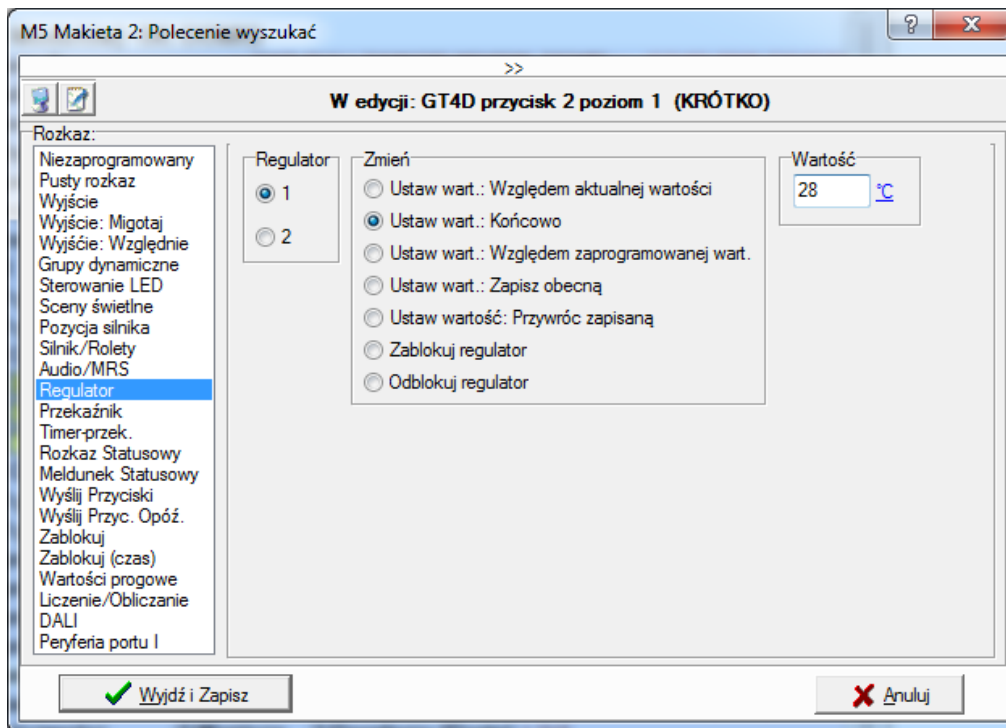 M5 Makieta 2: Polecenie wyszukać
>>
W edycji: GT4D przycisk 2 poziom 1 (KRÓTKO)
Rozkaz:
Niezaprogramowany
Pusty rozkaz
Wyjście
Wyjście: Migotaj
Wyjśćie: Względnie
Grupy dynamiczne
Sterowanie LED
Sceny świetlne
Pozycja silnika
Silnik/Rolety
Audio/MRS
Regulator
Przekaźnik
Timer-przek.
Rozkaz Statusowy
Meldunek Statusowy
Wyślij Przyciski
Wyślij Przyc. Opóź.
Zablokuj
Zablokuj (czas)
Wartości progowe
Liczenie/Obliczanie
DALI
Peryferia portu I
Regulator
1
2
Zmień
Ustaw wart.: Względem aktualnej wartości
Ustaw wart.: Końcowo
Ustaw wart.: Względem zaprogramowanej wart.
Ustaw wart.: Zapisz obecną
Ustaw wartość: Przywróc zapisaną
Zablokuj regulator
Odblokuj regulator
Wartość
28 °C
Wyjdź i Zapisz
Anuluj